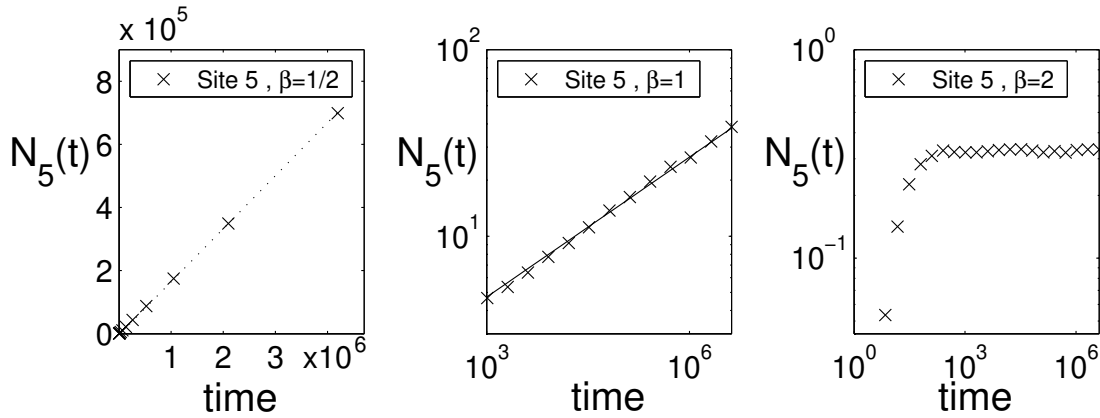 x 10^5
8
6
4
2
0
N_5(t)
× Site 5 , β=1/2
1 2 3 x10^6
time
10^2
10^1
N_5(t)
× Site 5 , β=1
10^3 10^6
time
10^0
10^-1
N_5(t)
× Site 5 , β=2
10^0 10^3 10^6
time